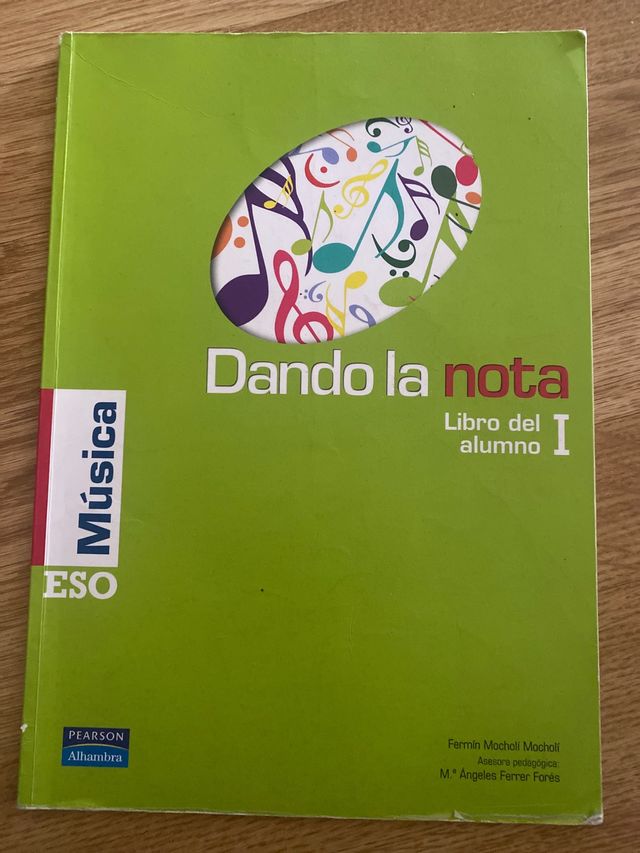 Dando la nota
Libro del
alumno I
Música
ESO
PEARSON
Alhambra
Fermín Mocholí Mocholí
Asesora pedagógica:
M.ª Ángeles Ferrer Forés